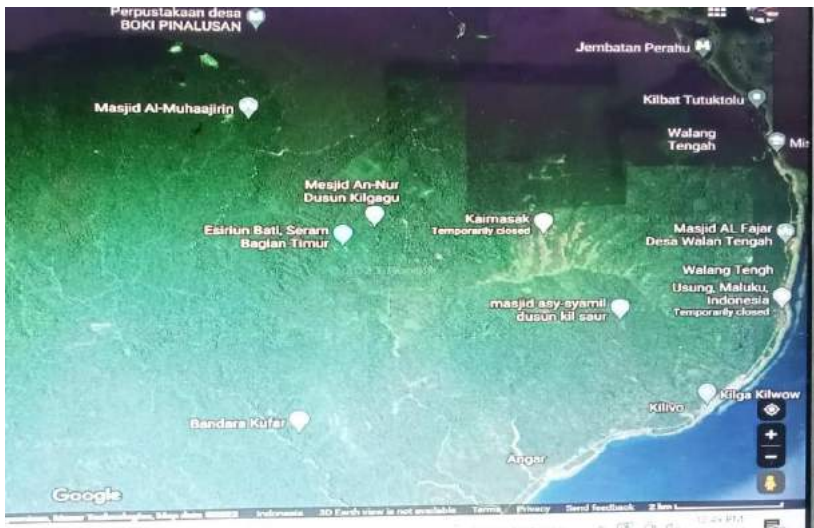 Perpustakaan desa
BOKI PINALUSAN
Jembatan Perahu
Masjid Al-Muhaajirin
Kilbat Tutuktolu
Walang
Tengah
Mesjid An-Nur
Dusun Kilgagu
Kaimasak
Temporarily closed
Esiriun Bati, Seram
Bagian Timur
Masjid AL Fajar
Desa Walan Tengah
Walang Tengh
Usung, Maluku,
Indonesia
Temporarily closed
masjid asy-syamil
dusun kil saur
Kilga Kilwow
Kilivo
Bandara Kufar
Angar
Google
Indonesia 3D Earth view is not available Terms Privacy Send feedback 2 km